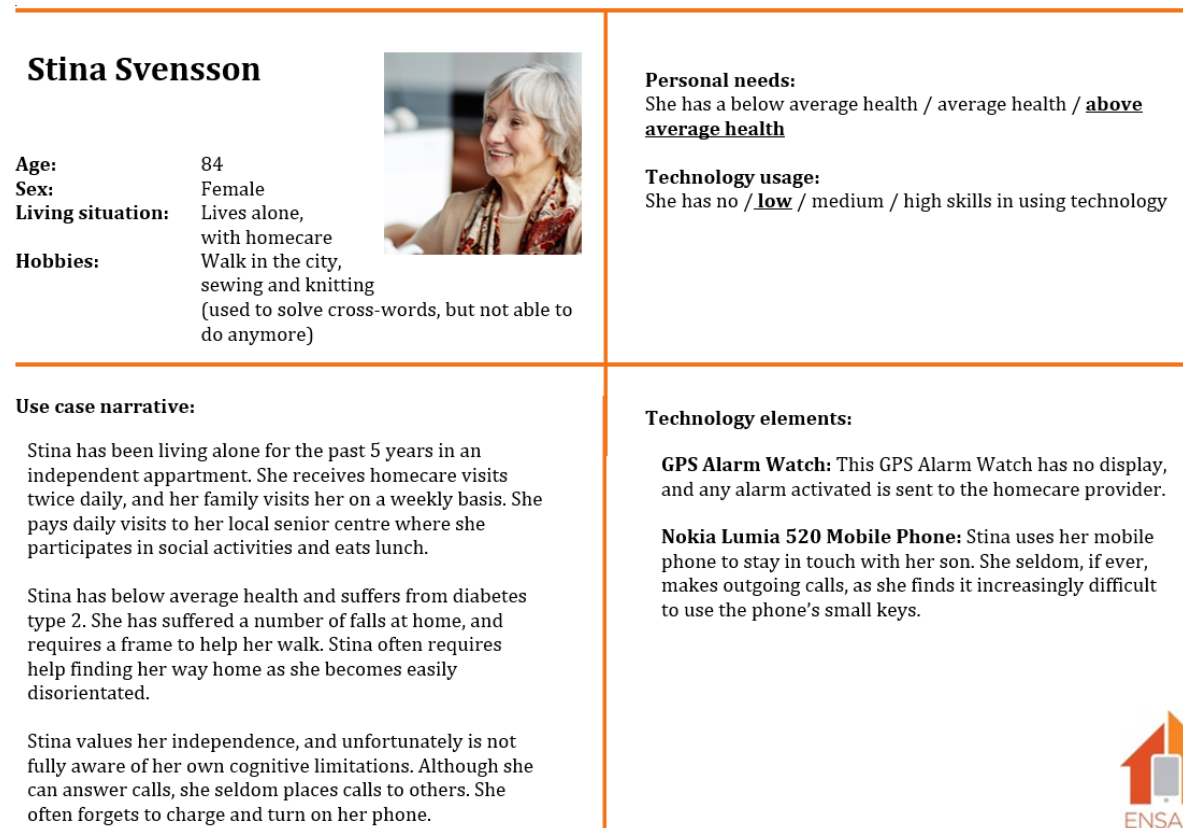 Stina Svensson
Age: 84
Sex: Female
Living situation: Lives alone,
with homecare
Hobbies: Walk in the city,
sewing and knitting
(used to solve cross-words, but not able to
do anymore)
Personal needs:
She has a below average health / average health / above
average health
Technology usage:
She has no / low / medium / high skills in using technology
Use case narrative:
Stina has been living alone for the past 5 years in an
independent appartment. She receives homecare visits
twice daily, and her family visits her on a weekly basis. She
pays daily visits to her local senior centre where she
participates in social activities and eats lunch.
Stina has below average health and suffers from diabetes
type 2. She has suffered a number of falls at home, and
requires a frame to help her walk. Stina often requires
help finding her way home as she becomes easily
disorientated.
Stina values her independence, and unfortunately is not
fully aware of her own cognitive limitations. Although she
can answer calls, she seldom places calls to others. She
often forgets to charge and turn on her phone.
Technology elements:
GPS Alarm Watch: This GPS Alarm Watch has no display,
and any alarm activated is sent to the homecare provider.
Nokia Lumia 520 Mobile Phone: Stina uses her mobile
phone to stay in touch with her son. She seldom, if ever,
makes outgoing calls, as she finds it increasingly difficult
to use the phone's small keys.
ENSA